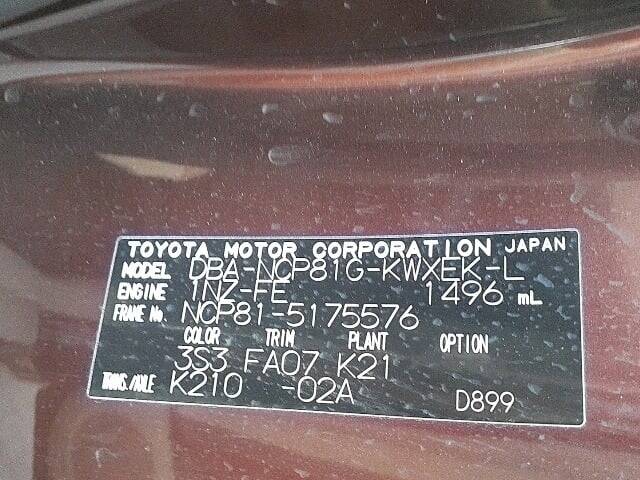 TOYOTA MOTOR CORPORATION JAPAN
MODEL DBA-NCP81G-KWXEK-L
ENGINE 1NZ-FE 1496 mL
FRAME No. NCP81-5175576
COLOR TRIM PLANT OPTION
3S3 FA07 K21
TRANS./AXLE K210 -02A D899